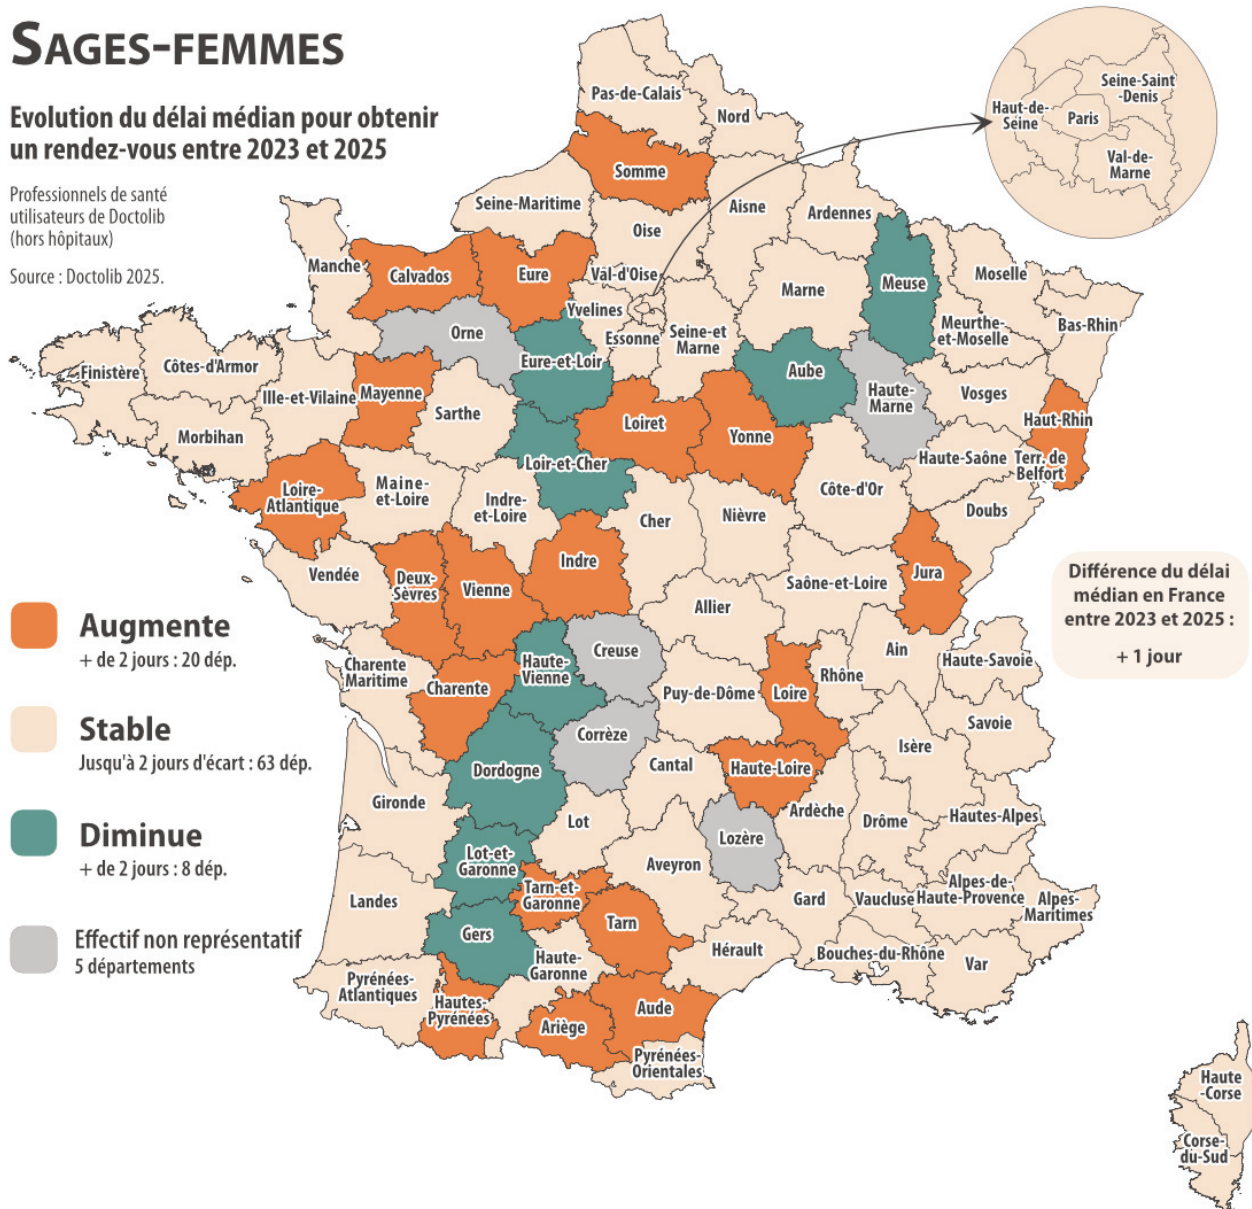 SAGES-FEMMES
Evolution du délai médian pour obtenir
un rendez-vous entre 2023 et 2025
Professionnels de santé
utilisateurs de Doctolib
(hors hôpitaux)
Source : Doctolib 2025.
Haut-de-
Seine
Paris
Seine-Saint
-Denis
Val-de-
Marne
Pas-de-Calais
Nord
Somme
Seine-Maritime
Aisne
Ardennes
Oise
Manche
Calvados
Eure
Val-d'Oise
Marne
Meuse
Moselle
Yvelines
Orne
Essonne
Seine-et
Marne
Meurthe-
et-Moselle
Bas-Rhin
Finistère
Côtes-d'Armor
Ille-et-Vilaine
Mayenne
Sarthe
Eure-et-Loir
Aube
Haute-
Marne
Vosges
Haut-Rhin
Morbihan
Loiret
Yonne
Loir-et-Cher
Haute-Saône
Terr. de
Belfort
Loire-
Atlantique
Maine-
et-Loire
Indre-
et-Loire
Cher
Nièvre
Côte-d'Or
Doubs
Vendée
Deux-
Sèvres
Vienne
Indre
Allier
Saône-et-Loire
Jura
Charente
Maritime
Charente
Haute-
Vienne
Creuse
Puy-de-Dôme
Loire
Rhône
Ain
Haute-Savoie
Savoie
Isère
Corrèze
Cantal
Haute-Loire
Dordogne
Gironde
Lot
Ardèche
Drôme
Hautes-Alpes
Lozère
Aveyron
Lot-et-
Garonne
Tarn-et-
Garonne
Landes
Gers
Tarn
Gard
Vaucluse
Alpes-de-
Haute-Provence
Alpes-
Maritimes
Hérault
Bouches-du-Rhône
Var
Haute-
Garonne
Pyrénées-
Atlantiques
Hautes-
Pyrénées
Ariège
Aude
Pyrénées-
Orientales
Haute
-Corse
Corse-
du-Sud
Augmente
+ de 2 jours : 20 dép.
Stable
Jusqu'à 2 jours d'écart : 63 dép.
Diminue
+ de 2 jours : 8 dép.
Effectif non représentatif
5 départements
Différence du délai
médian en France
entre 2023 et 2025 :
+ 1 jour